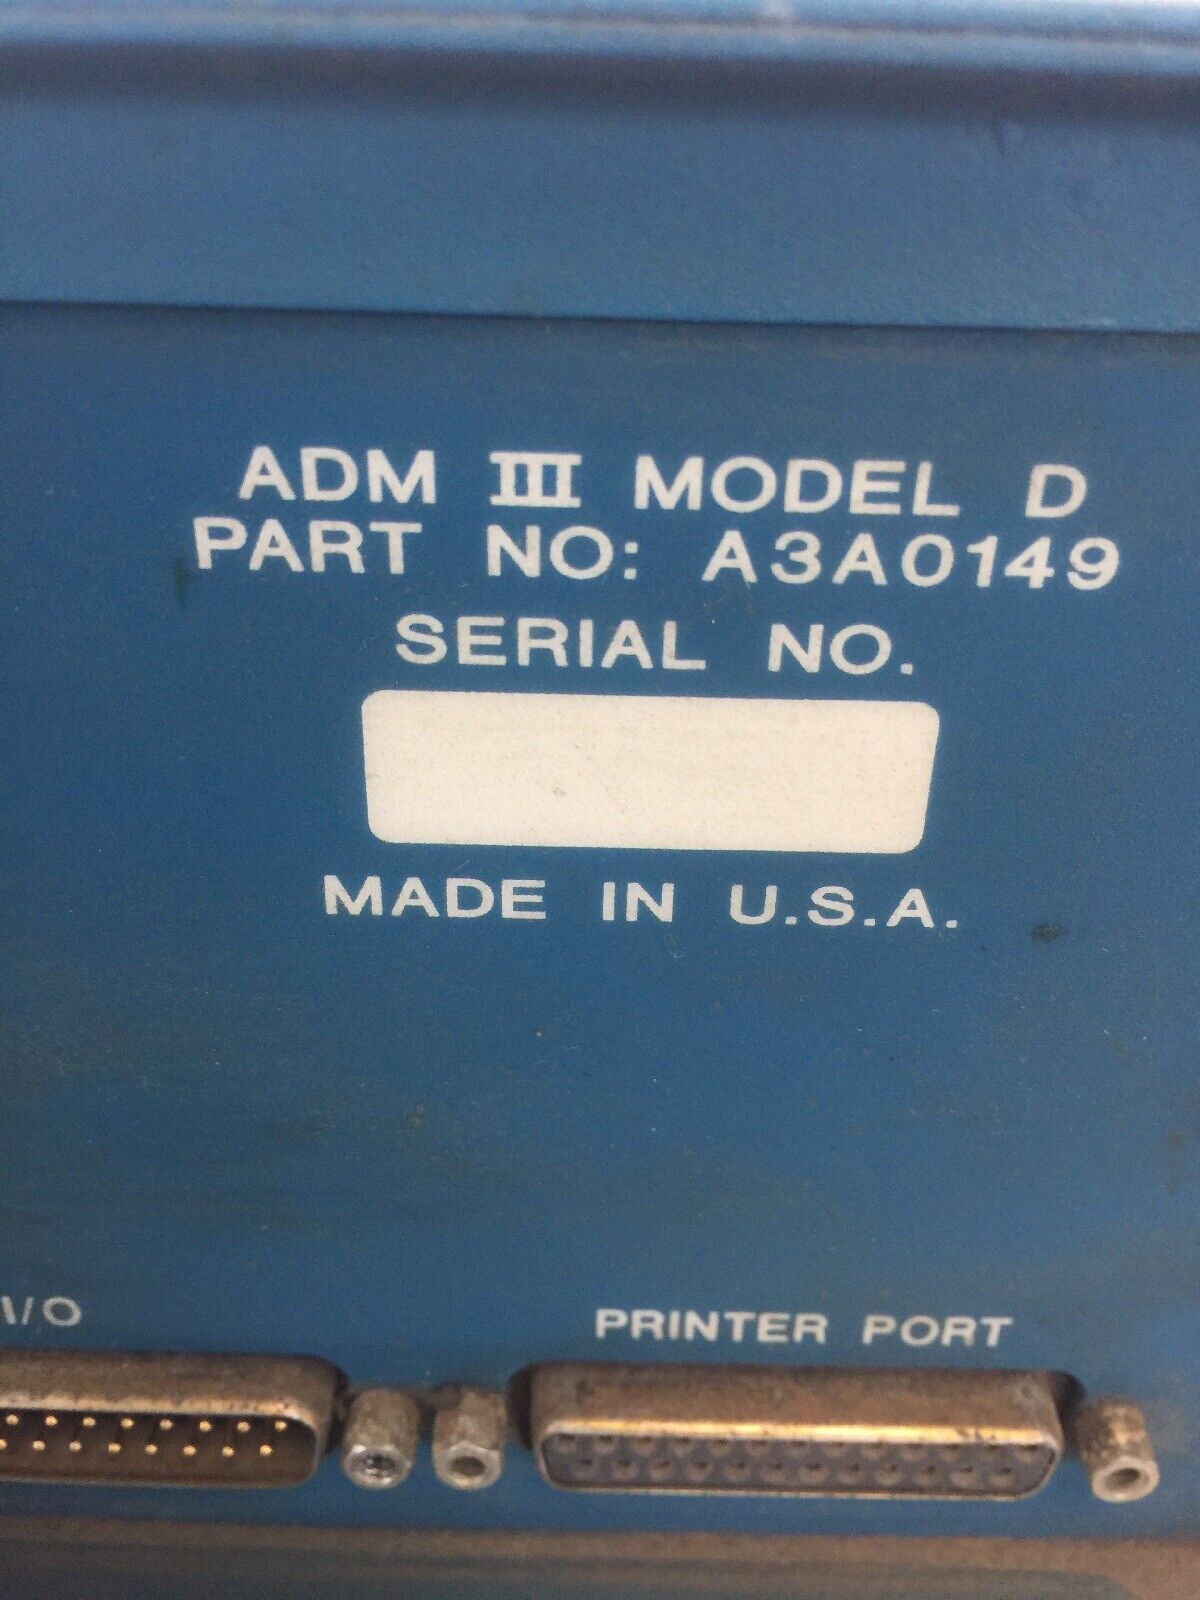 ADM III MODEL D
PART NO: A3A0149
SERIAL NO.
MADE IN U.S.A.
I/O PRINTER PORT